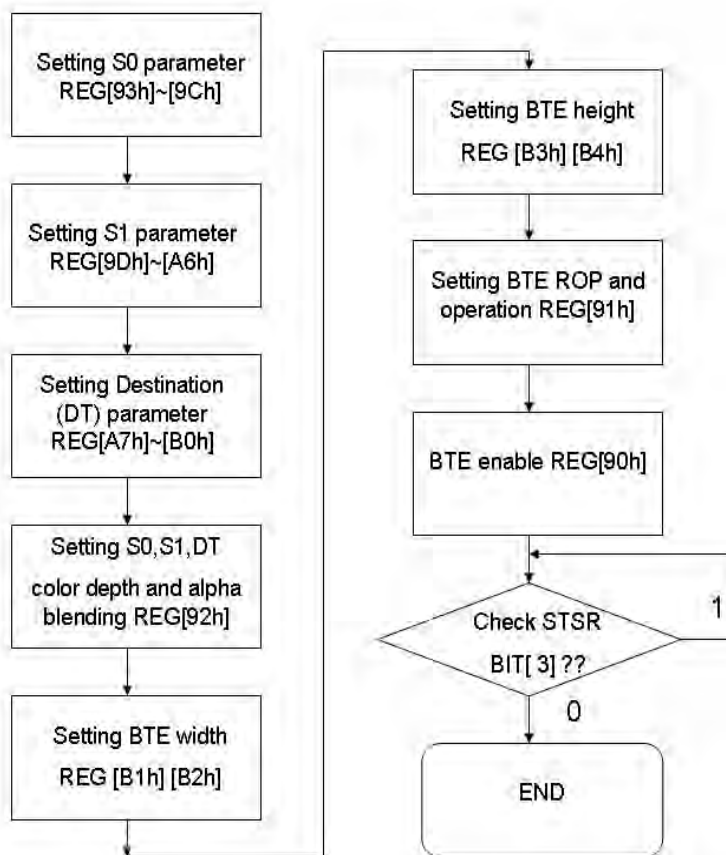 Setting S0 parameter
REG[93h]~[9Ch]
Setting S1 parameter
REG[9Dh]~[A6h]
Setting Destination
(DT) parameter
REG[A7h]~[B0h]
Setting S0,S1,DT
color depth and alpha
blending REG[92h]
Setting BTE width
REG [B1h] [B2h]
Setting BTE height
REG [B3h] [B4h]
Setting BTE ROP and
operation REG[91h]
BTE enable REG[90h]
Check STSR
BIT[ 3] ??
1
0
END